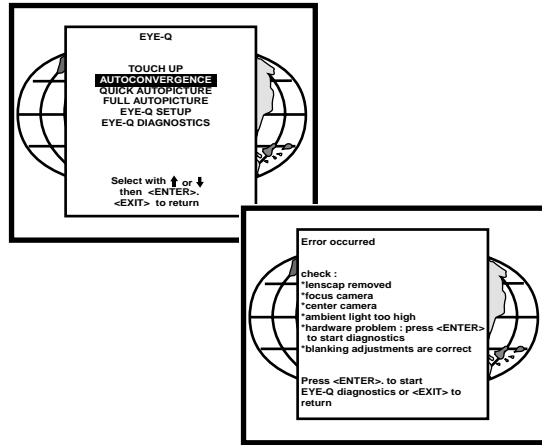 EYE-Q
TOUCH UP
AUTOCONVERGENCE
QUICK AUTOPICTURE
FULL AUTOPICTURE
EYE-Q SETUP
EYE-Q DIAGNOSTICS
Select with ⬆ or ⬇
then <ENTER>.
<EXIT> to return
Error occurred
check :
*lenscap removed
*focus camera
*center camera
*ambient light too high
*hardware problem : press <ENTER>
to start diagnostics
*blanking adjustments are correct
Press <ENTER>. to start
EYE-Q diagnostics or <EXIT> to
return